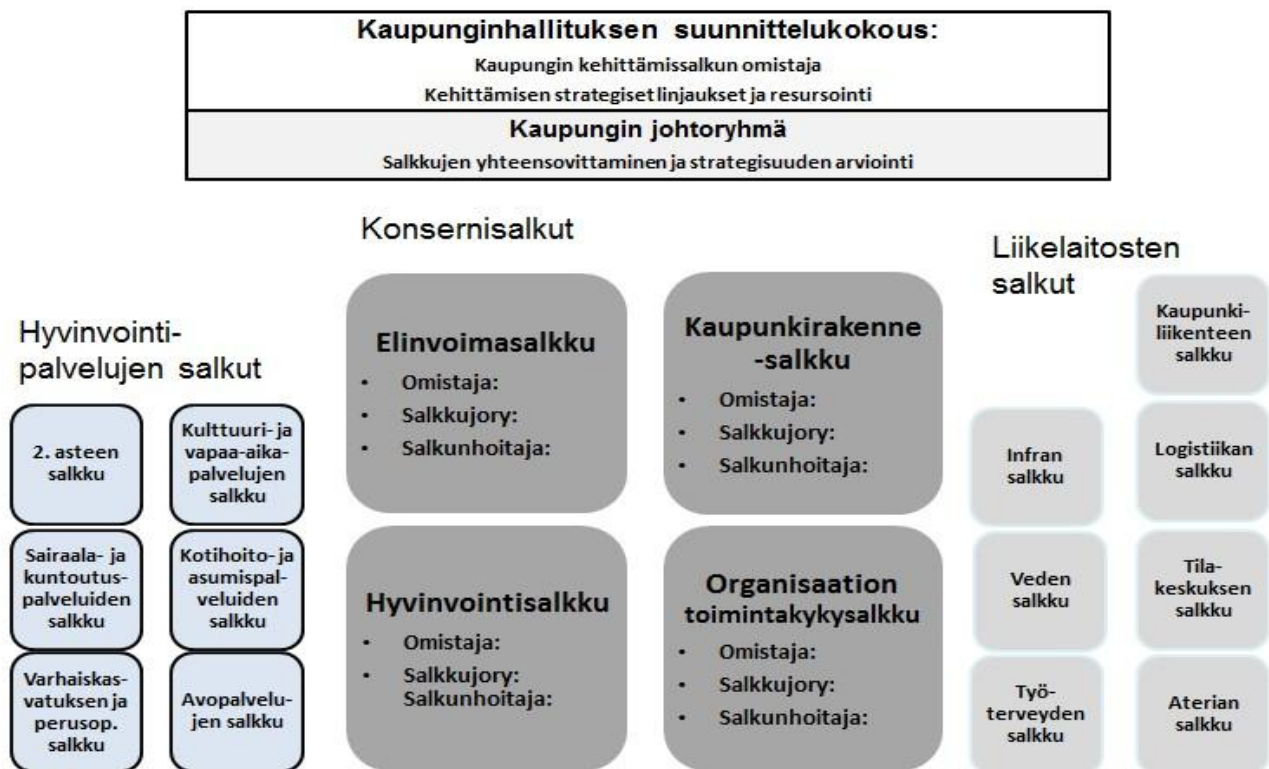 Kaupunginhallituksen suunnittelukokous:
Kaupungin kehittämissalkun omistaja
Kehittämisen strategiset linjaukset ja resursointi
Kaupungin johtoryhmä
Salkkujen yhteensovittaminen ja strategisuuden arviointi
Hyvinvointi-
palvelujen salkut
2. asteen
salkku
Kulttuuri- ja
vapaa-aika-
palvelujen
salkku
Sairaala- ja
kuntoutus-
palveluiden
salkku
Kotihoito- ja
asumispal-
veluiden
salkku
Varhaiskas-
vatuksen ja
perusop.
salkku
Avopalvelu-
jen salkku
Konsernisalkut
Elinvoimasalkku
• Omistaja:
• Salkkujory:
• Salkunhoitaja:
Kaupunkirakenne
-salkku
• Omistaja:
• Salkkujory:
• Salkunhoitaja:
Hyvinvointisalkku
• Omistaja:
• Salkkujory:
Salkunhoitaja:
Organisaation
toimintakykysalkku
• Omistaja:
• Salkkujory:
• Salkunhoitaja:
Liikelaitosten
salkut
Kaupunki-
liikenteen
salkku
Infran
salkku
Logistiikan
salkku
Veden
salkku
Tila-
keskuksen
salkku
Työ-
terveyden
salkku
Aterian
salkku